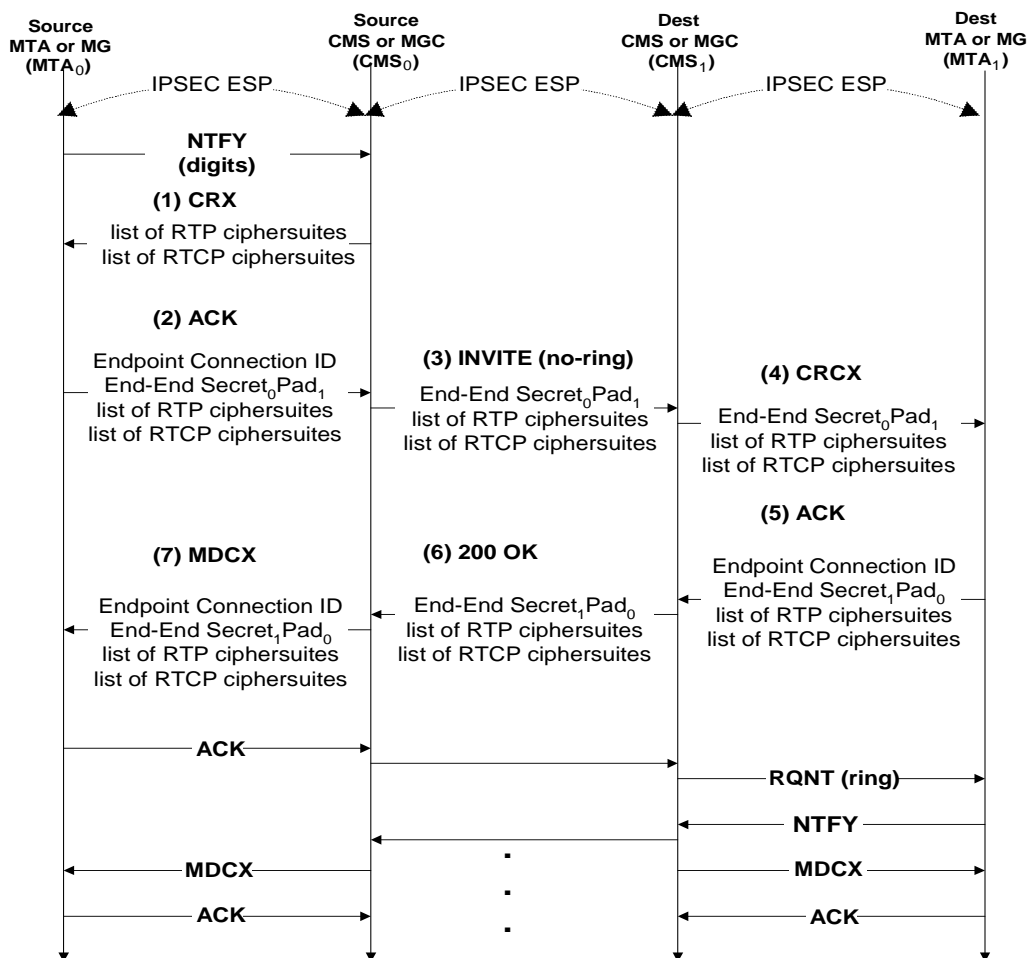 Source
MTA or MG
(MTA₀)
Source
CMS or MGC
(CMS₀)
Dest
CMS or MGC
(CMS₁)
Dest
MTA or MG
(MTA₁)
IPSEC ESP
IPSEC ESP
IPSEC ESP
NTFY
(digits)
(1) CRX
list of RTP ciphersuites
list of RTCP ciphersuites
(2) ACK
Endpoint Connection ID
End-End Secret₀Pad₁
list of RTP ciphersuites
list of RTCP ciphersuites
(3) INVITE (no-ring)
End-End Secret₀Pad₁
list of RTP ciphersuites
list of RTCP ciphersuites
(4) CRCX
End-End Secret₀Pad₁
list of RTP ciphersuites
list of RTCP ciphersuites
(5) ACK
Endpoint Connection ID
End-End Secret₁Pad₀
list of RTP ciphersuites
list of RTCP ciphersuites
(6) 200 OK
End-End Secret₁Pad₀
list of RTP ciphersuites
list of RTCP ciphersuites
(7) MDCX
Endpoint Connection ID
End-End Secret₁Pad₀
list of RTP ciphersuites
list of RTCP ciphersuites
ACK
RQNT (ring)
NTFY
MDCX
MDCX
ACK
ACK